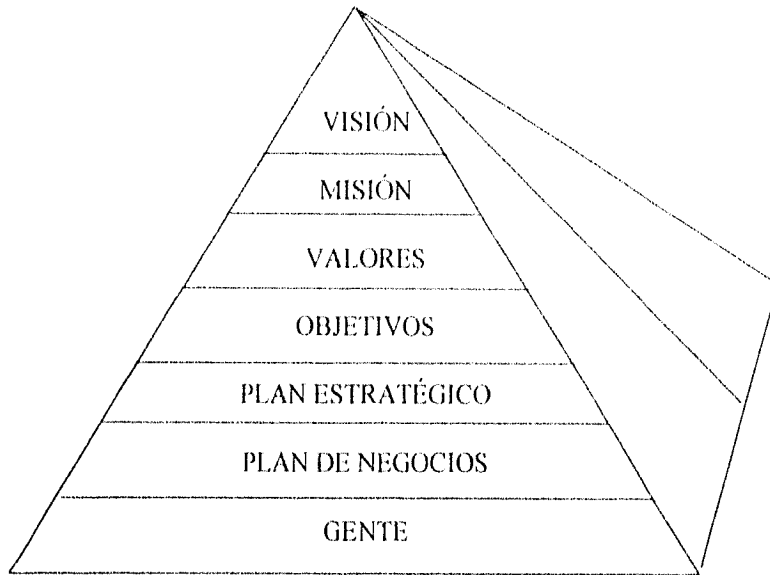 VISIÓN
MISIÓN
VALORES
OBJETIVOS
PLAN ESTRATÉGICO
PLAN DE NEGOCIOS
GENTE